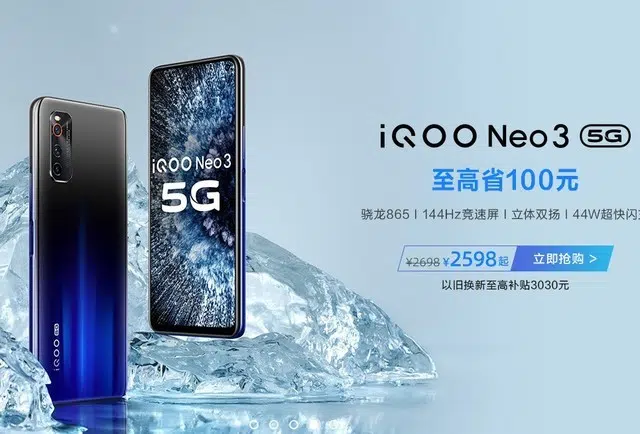 iQOO Neo3 5G
至高省100元
骁龙865 | 144Hz竞速屏 | 立体双扬 | 44W超快闪
¥2698 ¥2598起 立即抢购 >
以旧换新至高补贴3030元
iQOO Neo3
5G
iQOO